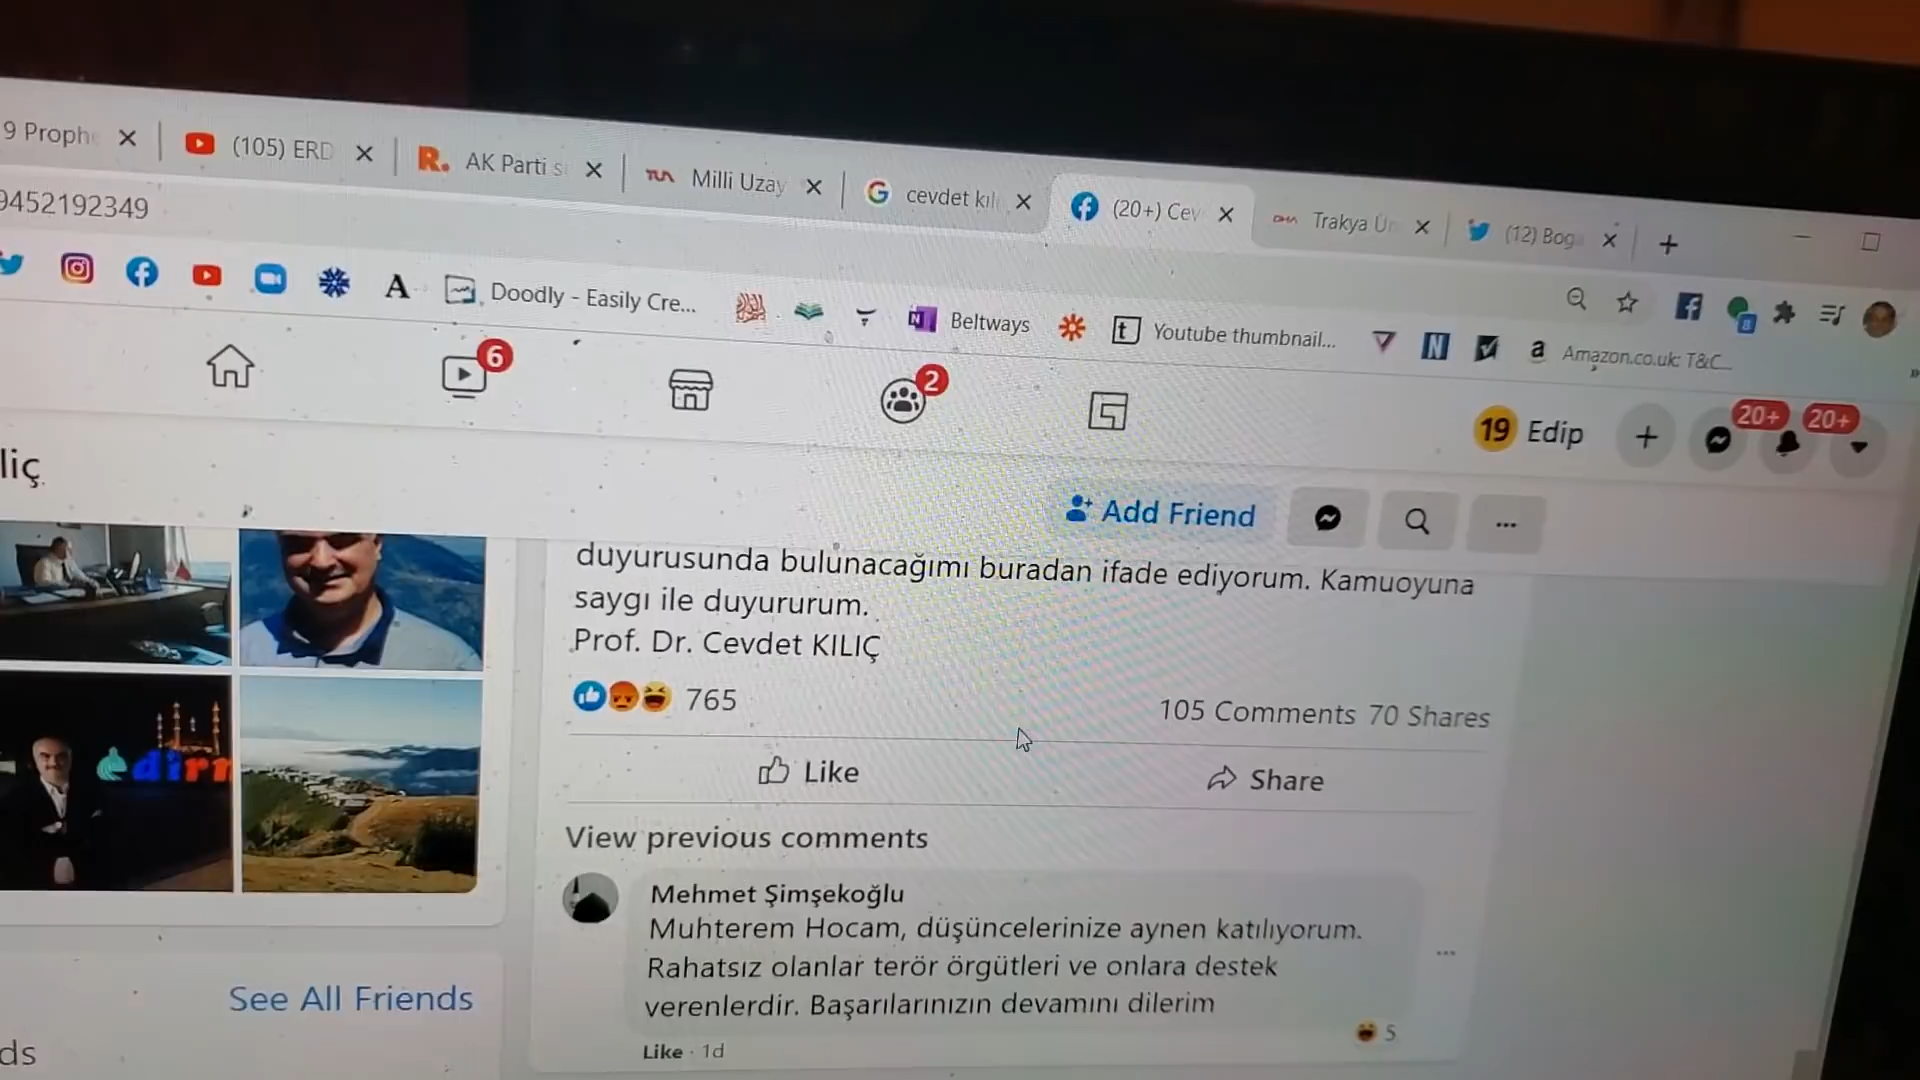 9 Proph
(105) ERD
AK Parti s
Milli Uzay
cevdet kılı
(20+) Cev
Trakya Ün
(12) Boğa
9452192349
Doodly - Easily Cre...
Beltways
Youtube thumbnail...
Amazon.co.uk: T&C...
6
2
19 Edip
20+
20+
lıç
Add Friend
duyurusunda bulunacağımı buradan ifade ediyorum. Kamuoyuna
saygı ile duyururum.
Prof. Dr. Cevdet KILIÇ
765
105 Comments 70 Shares
Like
Share
View previous comments
Mehmet Şimşekoğlu
Muhterem Hocam, düşüncelerinize aynen katılıyorum.
Rahatsız olanlar terör örgütleri ve onlara destek
verenlerdir. Başarılarınızın devamını dilerim
5
Like · 1d
See All Friends
ds
edirn